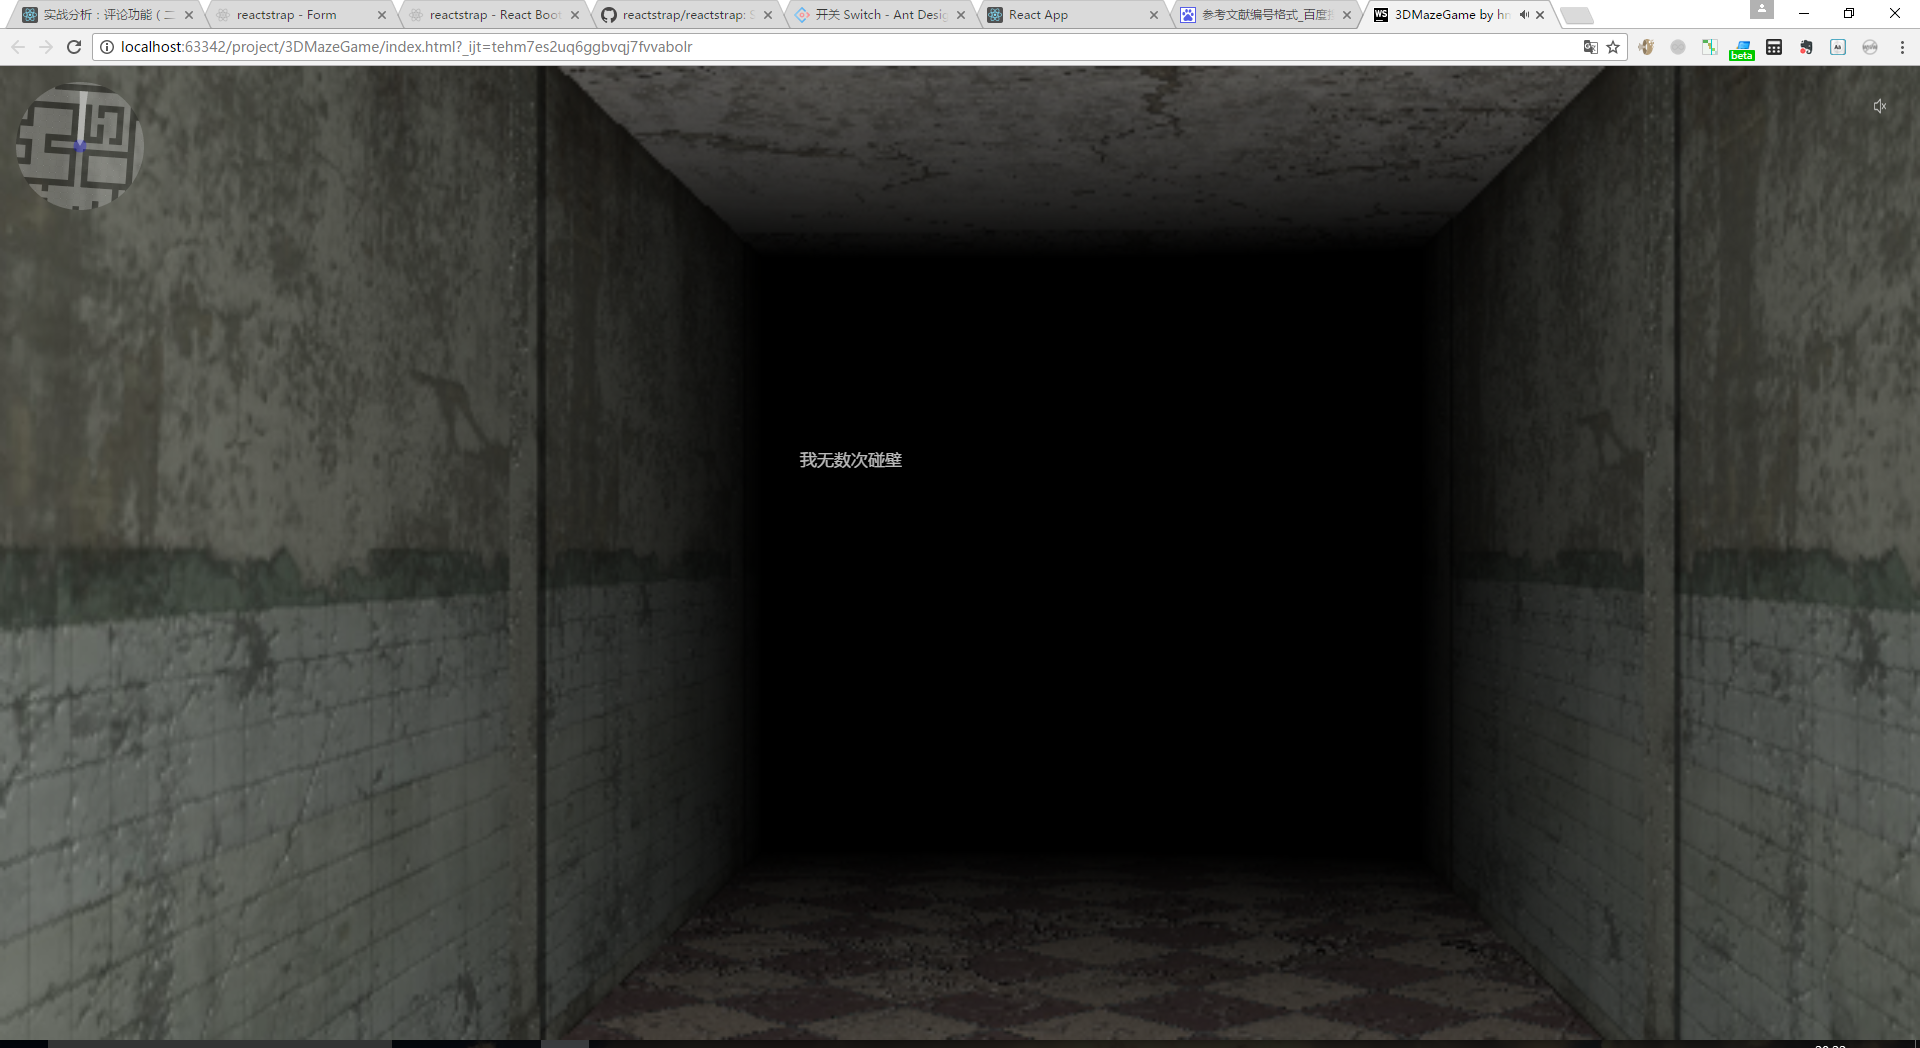 实战分析：评论功能（二
reactstrap - Form
reactstrap - React Boot
reactstrap/reactstrap: S
开关 Switch - Ant Desig
React App
参考文献编号格式_百度
3DMazeGame by hn
localhost:63342/project/3DMazeGame/index.html?_ijt=tehm7es2uq6ggbvqj7fvvabolr
beta
我无数次碰壁